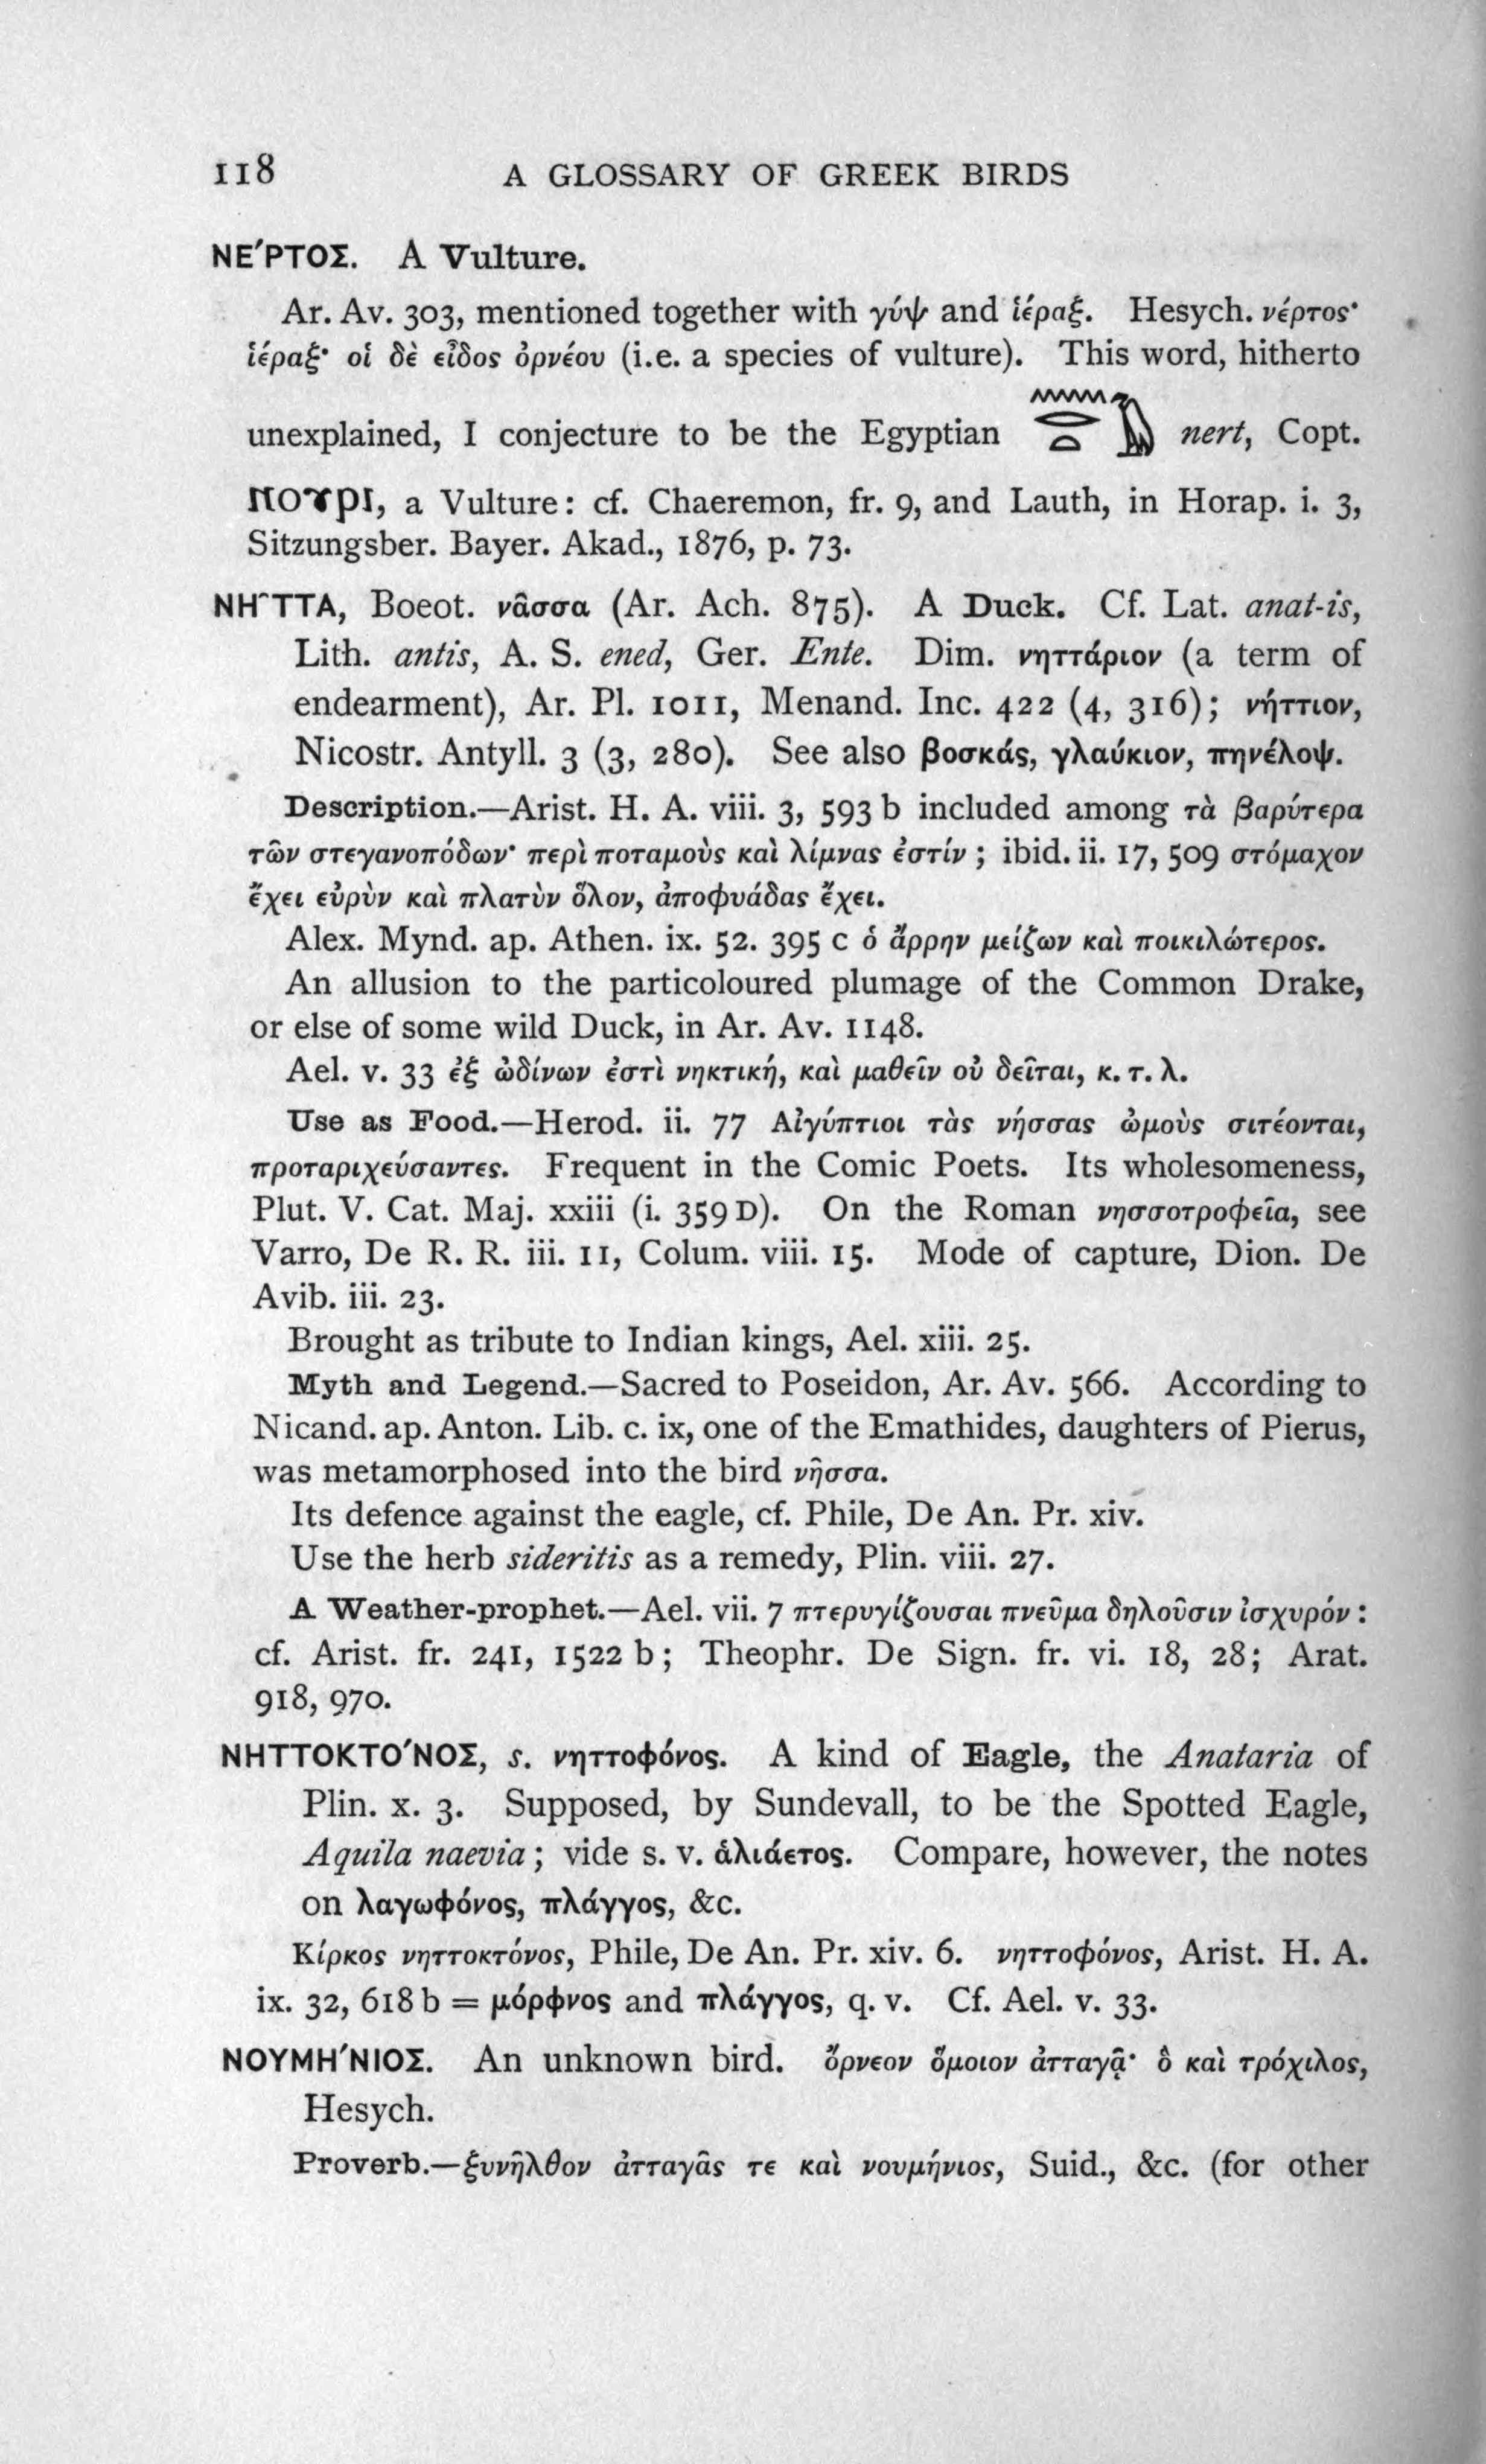 118 A GLOSSARY OF GREEK BIRDS
ΝΕ´ΡΤΟΣ. A Vulture.
Ar. Av. 303, mentioned together with γύψ and ἱέραξ. Hesych. νέρτος·
ἱέραξ· οἱ δὲ εἶδος ὀρνέου (i.e. a species of vulture). This word, hitherto
unexplained, I conjecture to be the Egyptian 𓈖𓂋𓏏𓅐 nert, Copt.
ⲛⲟⲩⲣⲓ, a Vulture: cf. Chaeremon, fr. 9, and Lauth, in Horap. i. 3,
Sitzungsber. Bayer. Akad., 1876, p. 73.
ΝΗ῀ΤΤΑ, Boeot. νᾶσσα (Ar. Ach. 875). A Duck. Cf. Lat. anat-is,
Lith. antis, A. S. ened, Ger. Ente. Dim. νηττάριον (a term of
endearment), Ar. Pl. 1011, Menand. Inc. 422 (4, 316); νήττιον,
Nicostr. Antyll. 3 (3, 280). See also βοσκάς, γλαύκιον, πηνέλοψ.
Description.—Arist. H. A. viii. 3, 593 b included among τὰ βαρύτερα
τῶν στεγανοπόδων· περὶ ποταμοὺς καὶ λίμνας ἐστίν ; ibid. ii. 17, 509 στόμαχον
ἔχει εὐρὺν καὶ πλατὺν ὅλον, ἀποφυάδας ἔχει.
Alex. Mynd. ap. Athen. ix. 52. 395 c ὁ ἄρρην μείζων καὶ ποικιλώτερος.
An allusion to the particoloured plumage of the Common Drake,
or else of some wild Duck, in Ar. Av. 1148.
Ael. v. 33 ἐξ ὠδίνων ἐστὶ νηκτική, καὶ μαθεῖν οὐ δεῖται, κ. τ. λ.
Use as Food.—Herod. ii. 77 Αἰγύπτιοι τὰς νήσσας ὠμοὺς σιτέονται,
προταριχεύσαντες. Frequent in the Comic Poets. Its wholesomeness,
Plut. V. Cat. Maj. xxiii (i. 359 D). On the Roman νησσοτροφεῖα, see
Varro, De R. R. iii. 11, Colum. viii. 15. Mode of capture, Dion. De
Avib. iii. 23.
Brought as tribute to Indian kings, Ael. xiii. 25.
Myth and Legend.—Sacred to Poseidon, Ar. Av. 566. According to
Nicand. ap. Anton. Lib. c. ix, one of the Emathides, daughters of Pierus,
was metamorphosed into the bird νῆσσα.
Its defence against the eagle, cf. Phile, De An. Pr. xiv.
Use the herb sideritis as a remedy, Plin. viii. 27.
A Weather-prophet.—Ael. vii. 7 πτερυγίζουσαι πνεῦμα δηλοῦσιν ἰσχυρόν :
cf. Arist. fr. 241, 1522 b; Theophr. De Sign. fr. vi. 18, 28; Arat.
918, 970.
ΝΗΤΤΟΚΤΟ´ΝΟΣ, s. νηττοφόνος. A kind of Eagle, the Anataria of
Plin. x. 3. Supposed, by Sundevall, to be the Spotted Eagle,
Aquila naevia; vide s. v. ἁλιάετος. Compare, however, the notes
on λαγωφόνος, πλάγγος, &c.
Κίρκος νηττοκτόνος, Phile, De An. Pr. xiv. 6. νηττοφόνος, Arist. H. A.
ix. 32, 618 b = μόρφνος and πλάγγος, q. v. Cf. Ael. v. 33.
ΝΟΥΜΗ´ΝΙΟΣ. An unknown bird. ὄρνεον ὅμοιον ἀτταγᾷ· ὃ καὶ τρόχιλος,
Hesych.
Proverb.—ξυνῆλθον ἀτταγᾶς τε καὶ νουμήνιος, Suid., &c. (for other